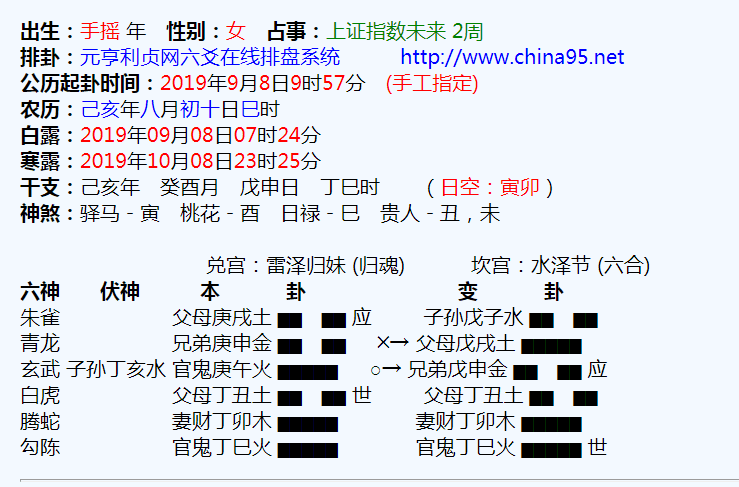 出生：手摇 年　性别：女　占事：上证指数未来 2周
排卦：元亨利贞网六爻在线排盘系统　　　http://www.china95.net
公历起卦时间：2019年9月8日9时57分　(手工指定)
农历：己亥年八月初十日巳时
白露：2019年09月08日07时24分
寒露：2019年10月08日23时25分
干支：己亥年　癸酉月　戊申日　丁巳时　　（日空：寅卯）
神煞：驿马－寅　桃花－酉　日禄－巳　贵人－丑，未
兑宫：雷泽归妹 (归魂)　　　坎宫：水泽节 (六合)
六神　　伏神　　　本　　　卦　　　　　　　变　　　卦
朱雀　　　　　　父母庚戌土 ▅▅　▅▅ 应　　子孙戊子水 ▅▅　▅▅
青龙　　　　　　兄弟庚申金 ▅▅　▅▅　×→ 父母戊戌土 ▅▅▅▅▅
玄武 子孙丁亥水 官鬼庚午火 ▅▅▅▅▅　○→ 兄弟戊申金 ▅▅　▅▅ 应
白虎　　　　　　父母丁丑土 ▅▅　▅▅ 世　　父母丁丑土 ▅▅　▅▅
腾蛇　　　　　　妻财丁卯木 ▅▅▅▅▅　　　　妻财丁卯木 ▅▅▅▅▅
勾陈　　　　　　官鬼丁巳火 ▅▅▅▅▅　　　　官鬼丁巳火 ▅▅▅▅▅ 世